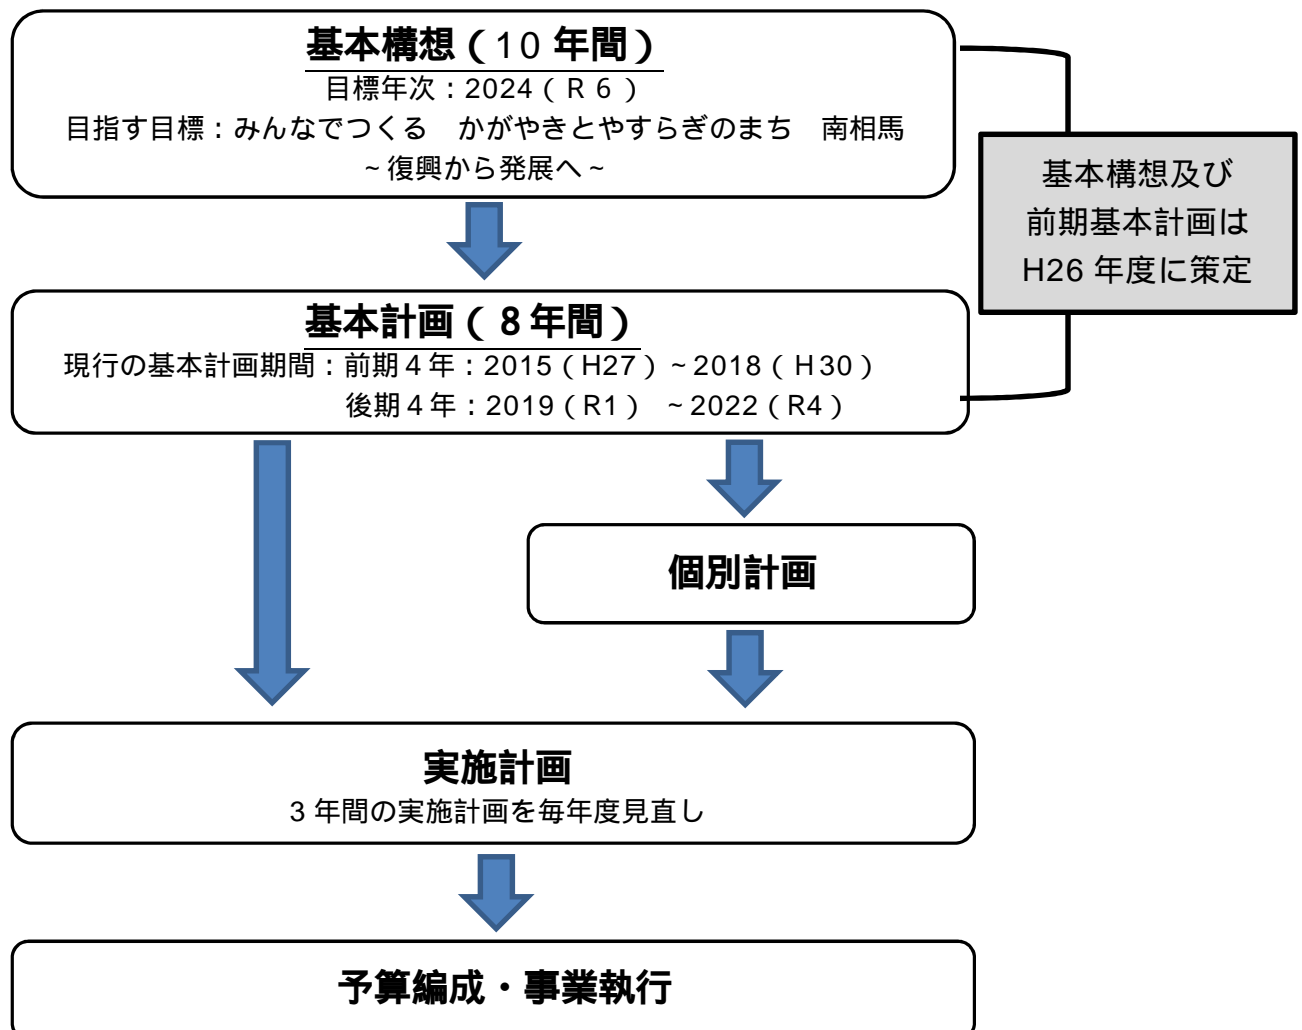 基本構想（10 年間）
目標年次：2024（Ｒ６）
目指す目標：みんなでつくる　かがやきとやすらぎのまち　南相馬
～復興から発展へ～
基本構想及び
前期基本計画は
H26 年度に策定
基本計画（８年間）
現行の基本計画期間：前期４年：2015（H27）～2018（Ｈ30）
後期４年：2019（R1）　～2022（R4）
個別計画
実施計画
３年間の実施計画を毎年度見直し
予算編成・事業執行